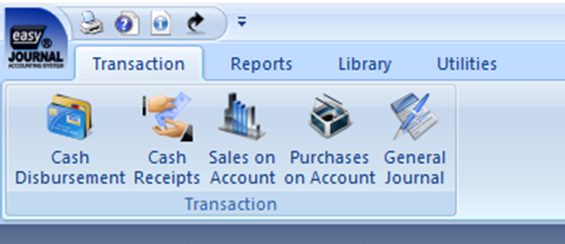 easy
JOURNAL
ACCOUNTING SYSTEM
Transaction Reports Library Utilities
Cash Disbursement
Cash Receipts
Sales on Account
Purchases on Account
General Journal
Transaction